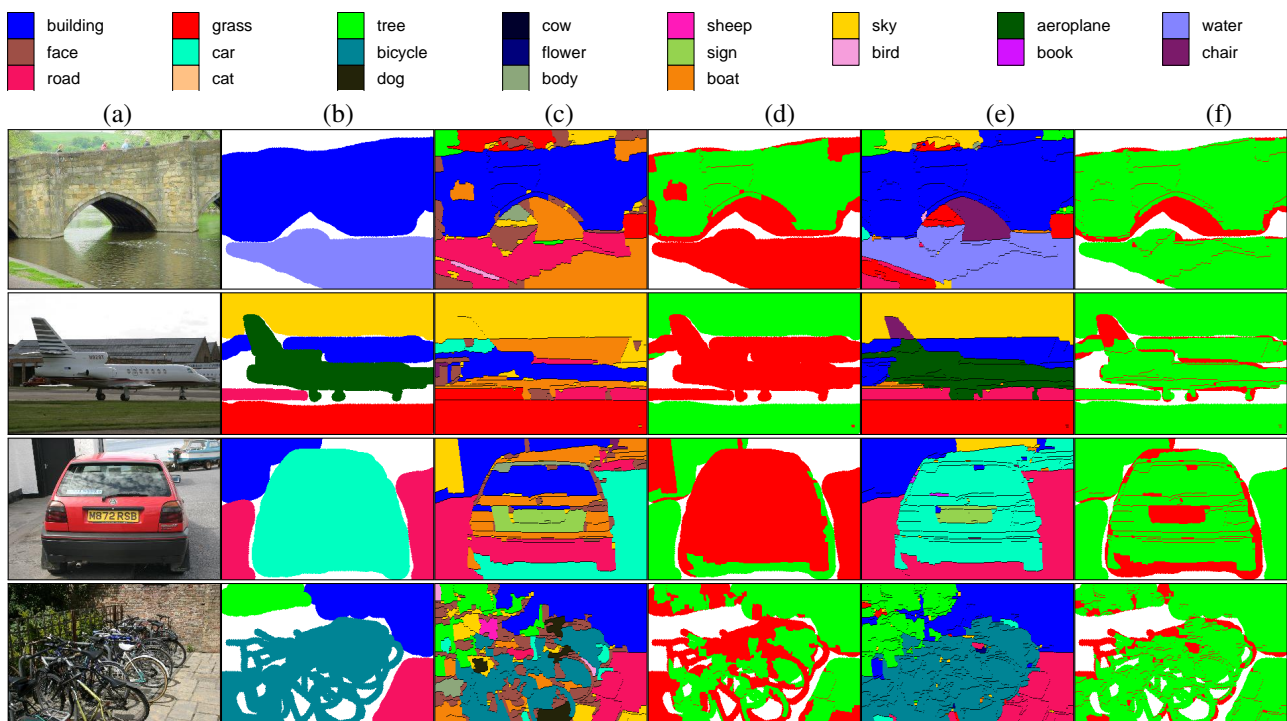 building grass tree cow sheep sky aeroplane water
face car bicycle flower sign bird book chair
road cat dog body boat
(a) (b) (c) (d) (e) (f)
M872 RSB